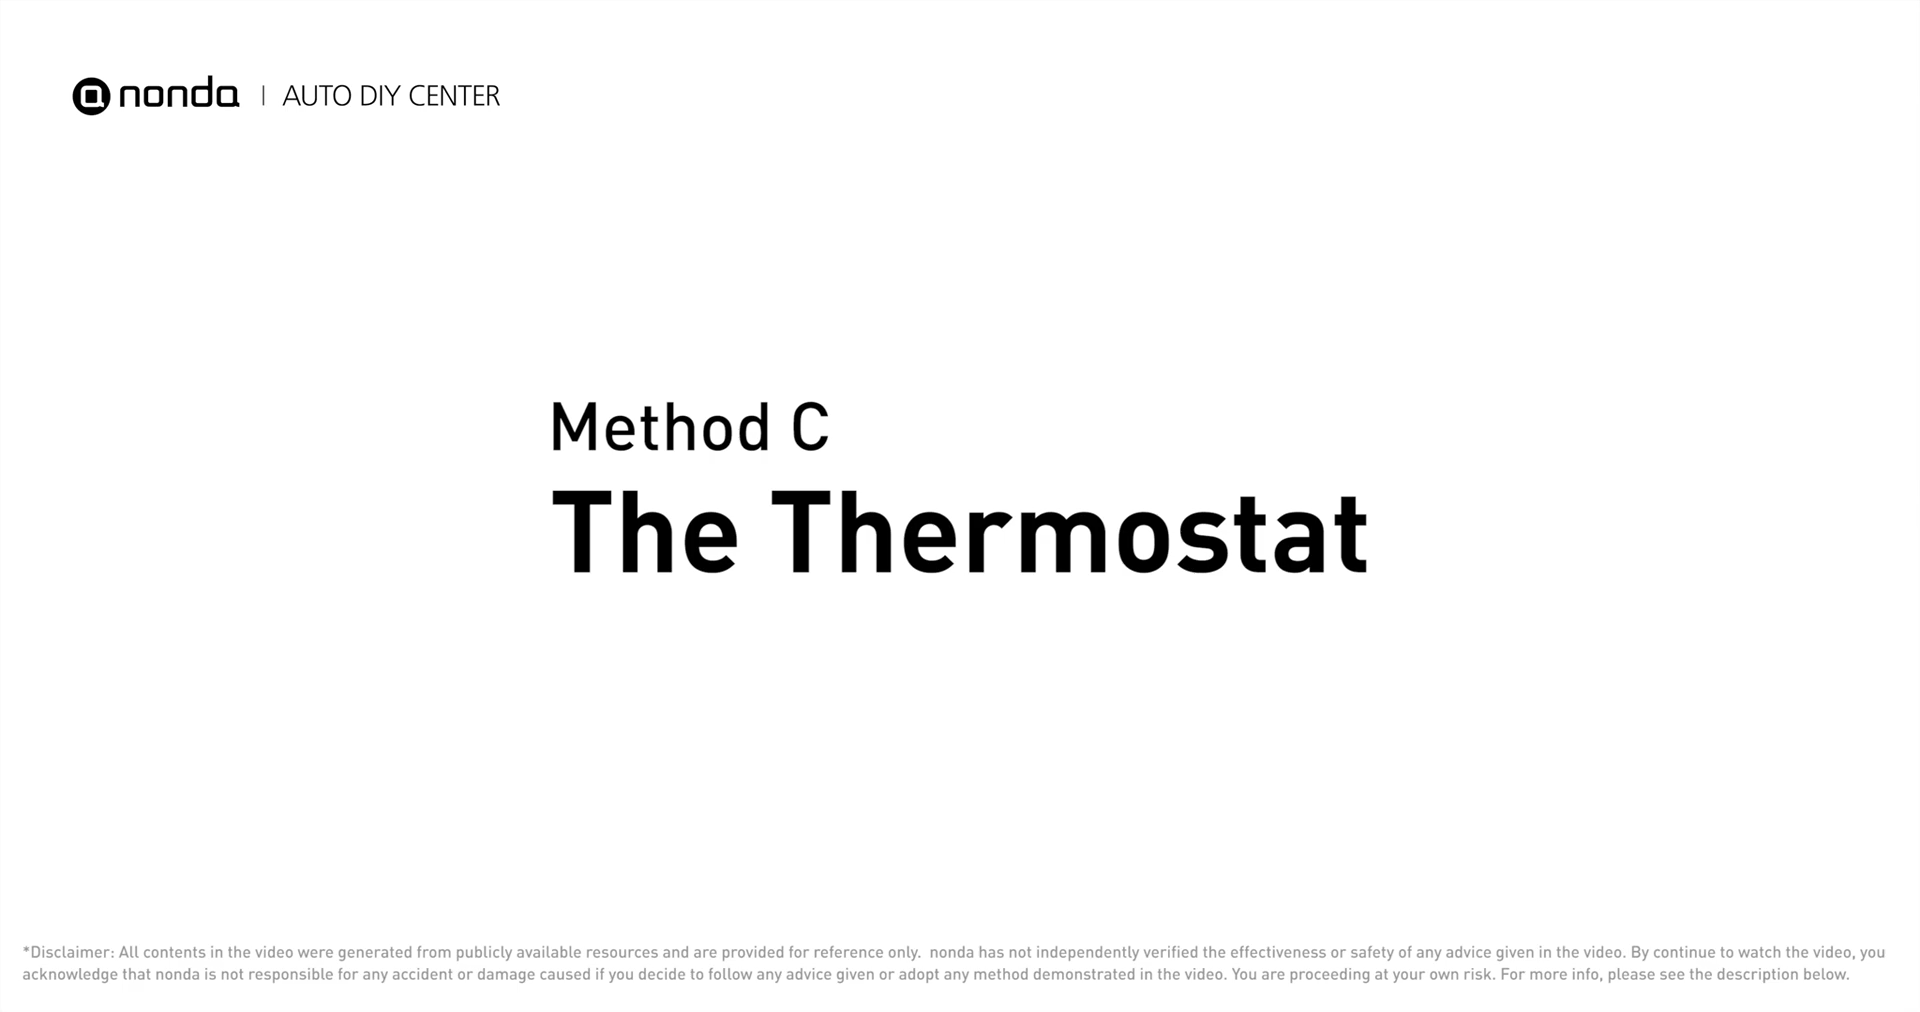 nonda | AUTO DIY CENTER
Method C
The Thermostat
*Disclaimer: All contents in the video were generated from publicly available resources and are provided for reference only.  nonda has not independently verified the effectiveness or safety of any advice given in the video. By continue to watch the video, you
acknowledge that nonda is not responsible for any accident or damage caused if you decide to follow any advice given or adopt any method demonstrated in the video. You are proceeding at your own risk. For more info, please see the description below.